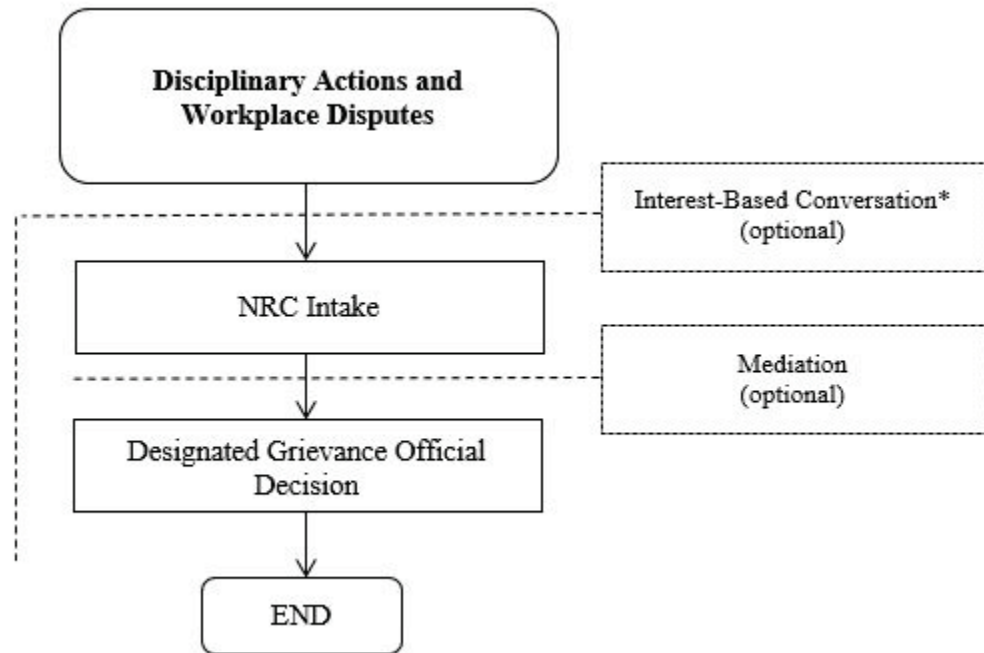 Disciplinary Actions and
Workplace Disputes
Interest-Based Conversation*
(optional)
NRC Intake
Mediation
(optional)
Designated Grievance Official
Decision
END